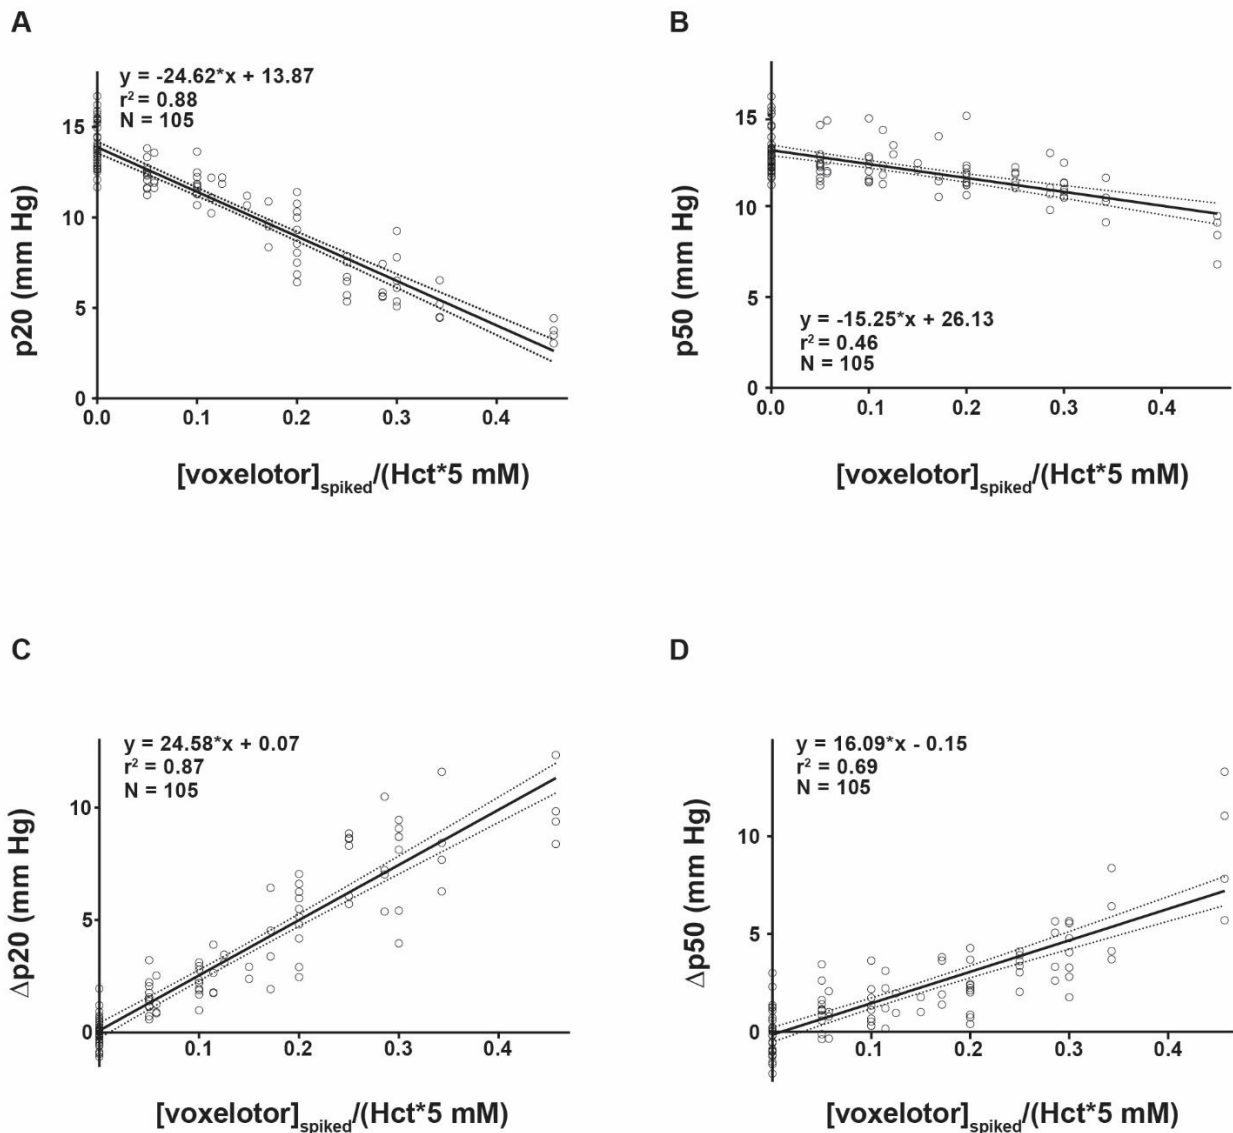 A
y = -24.62*x + 13.87
r² = 0.88
N = 105
15
10
5
0
0.0 0.1 0.2 0.3 0.4
p20 (mm Hg)
[voxelotor]spiked/(Hct*5 mM)
B
15
10
5
0
y = -15.25*x + 26.13
r² = 0.46
N = 105
0.0 0.1 0.2 0.3 0.4
p50 (mm Hg)
[voxelotor]spiked/(Hct*5 mM)
C
y = 24.58*x + 0.07
r² = 0.87
N = 105
10
5
0
0.1 0.2 0.3 0.4
Δp20 (mm Hg)
[voxelotor]spiked/(Hct*5 mM)
D
y = 16.09*x - 0.15
r² = 0.69
N = 105
10
5
0
0.1 0.2 0.3 0.4
Δp50 (mm Hg)
[voxelotor]spiked/(Hct*5 mM)